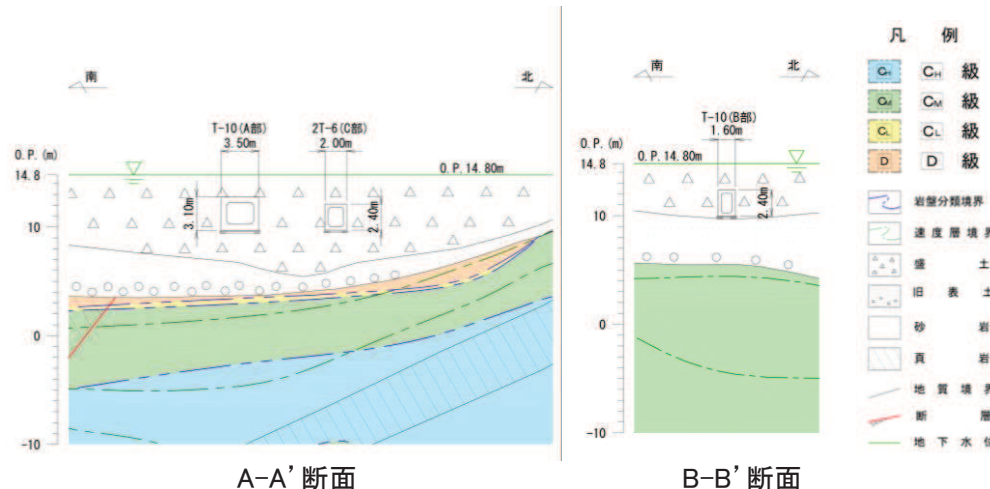 南
北
T-10(A部)
3.50m
2T-6(C部)
2.00m
O.P.(m)
14.8
O.P.14.80m
3.10m
2.40m
10
0
-10
A-A'断面
南
北
T-10(B部)
1.60m
O.P.(m)
14.8
O.P.14.80m
2.40m
10
0
-10
B-B'断面
凡 例
CH CH 級
CM CM 級
CL CL 級
D D 級
岩盤分類境界
速度層境界
盛 土
旧 表 土
砂 岩
頁 岩
地質境界
断 層
地下水位